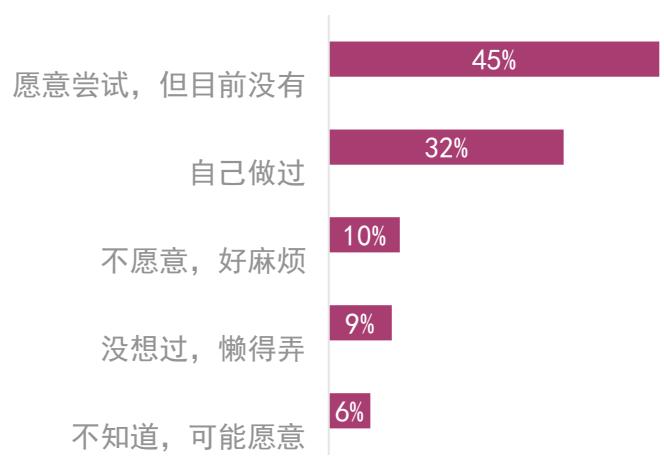 45%
愿意尝试，但目前没有
32%
自己做过
10%
不愿意，好麻烦
9%
没想过，懒得弄
6%
不知道，可能愿意